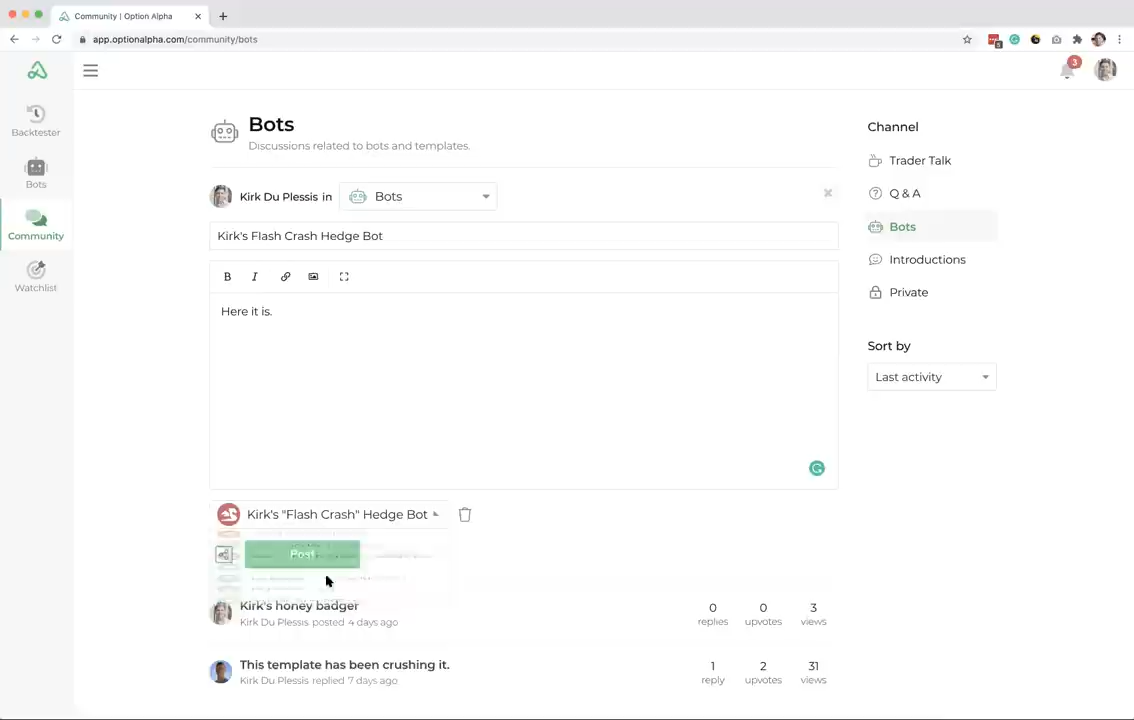 Community | Option Alpha
app.optionalpha.com/community/bots
5
3
Backtester
Bots
Community
Watchlist
Bots
Discussions related to bots and templates.
Kirk Du Plessis in
Bots
Kirk's Flash Crash Hedge Bot
B I
Here it is.
Kirk's "Flash Crash" Hedge Bot
Post
Kirk's honey badger
Kirk Du Plessis posted 4 days ago
0 0 3
replies upvotes views
This template has been crushing it.
Kirk Du Plessis replied 7 days ago
1 2 31
reply upvotes views
Channel
Trader Talk
Q & A
Bots
Introductions
Private
Sort by
Last activity